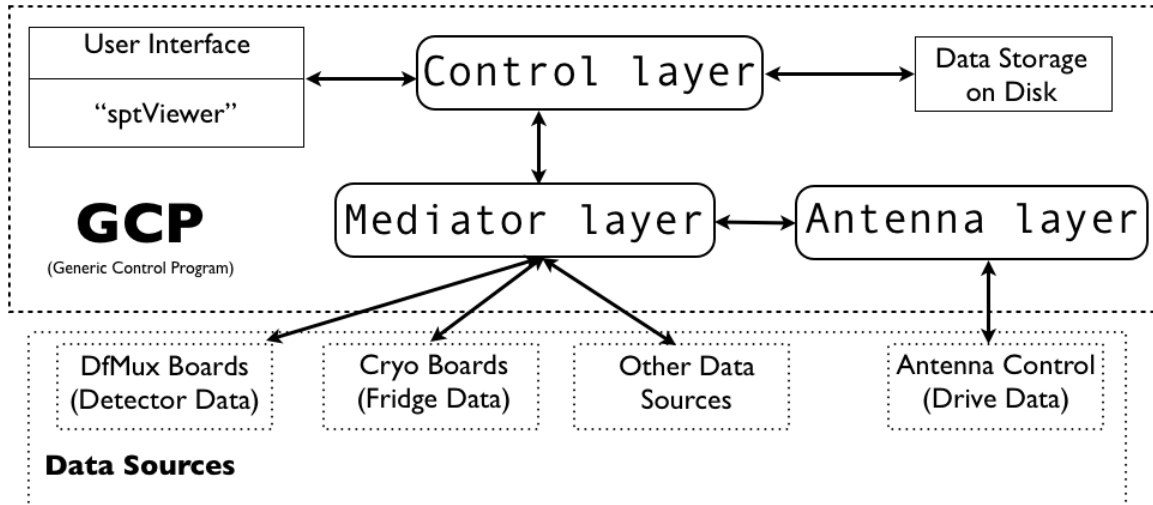 User Interface
“sptViewer”
Control layer
Data Storage
on Disk
GCP
(Generic Control Program)
Mediator layer
Antenna layer
DfMux Boards
(Detector Data)
Cryo Boards
(Fridge Data)
Other Data
Sources
Antenna Control
(Drive Data)
Data Sources